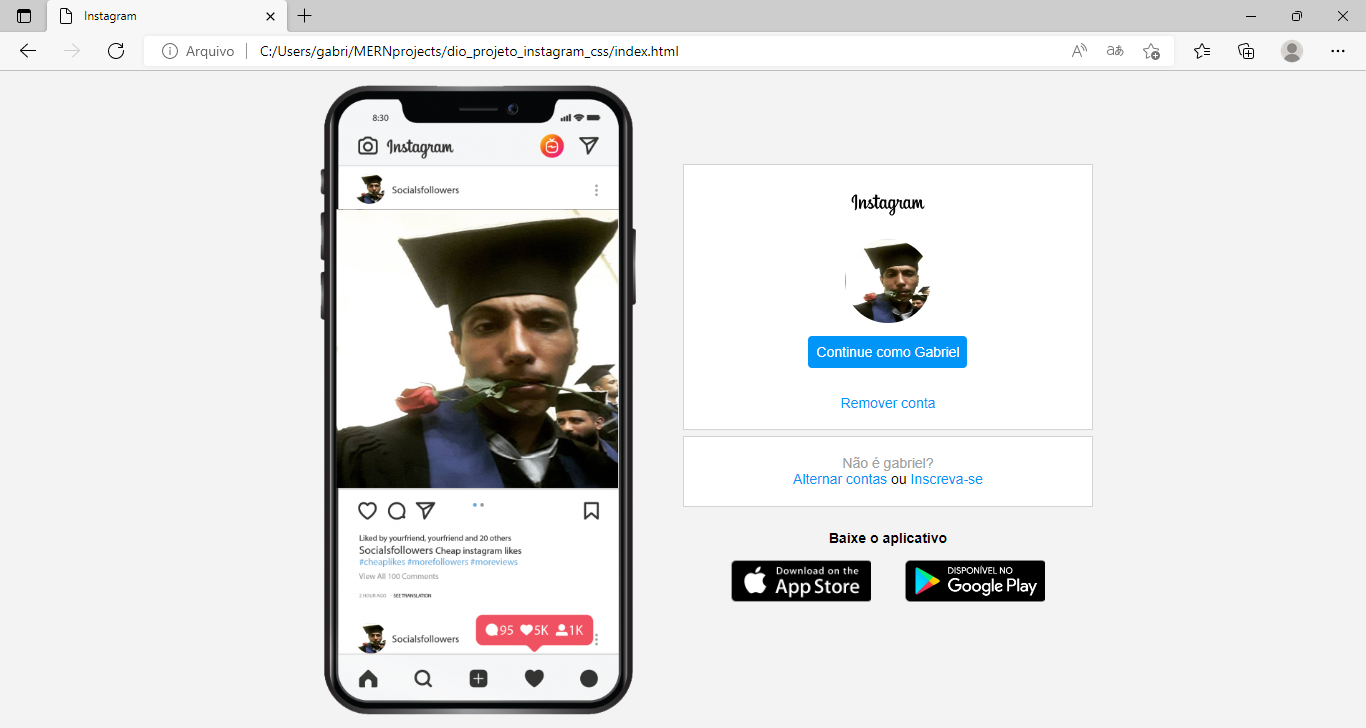 Instagram
Arquivo
C:/Users/gabri/MERNprojects/dio_projeto_instagram_css/index.html
8:30
Instagram
Socialsfollowers
Liked by yourfriend, yourfriend and 20 others
Socialsfollowers Cheap instagram likes
#cheaplikes #morefollowers #moreviews
View All 100 Comments
2 HOUR AGO · SEE TRANSLATION
Socialsfollowers
95 5K 1K
Instagram
Continue como Gabriel
Remover conta
Não é gabriel?
Alternar contas ou Inscreva-se
Baixe o aplicativo
Download on the
App Store
DISPONÍVEL NO
Google Play